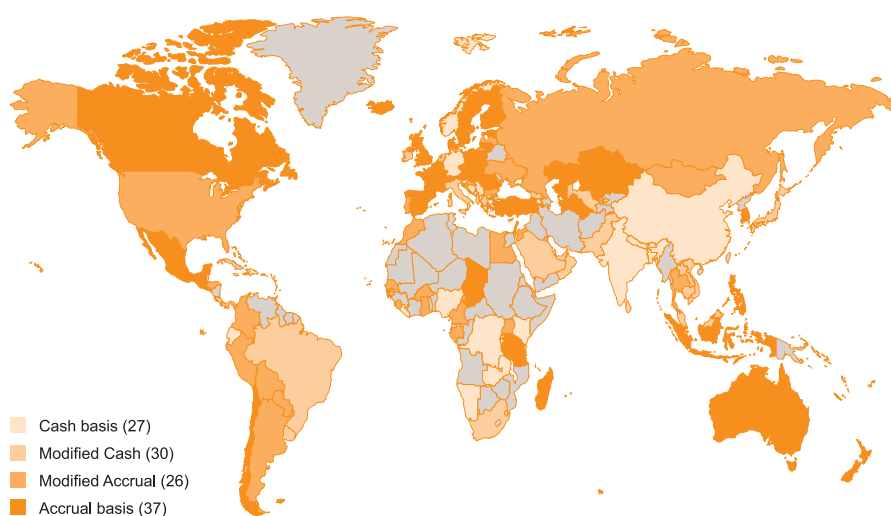 Cash basis (27)
Modified Cash (30)
Modified Accrual (26)
Accrual basis (37)